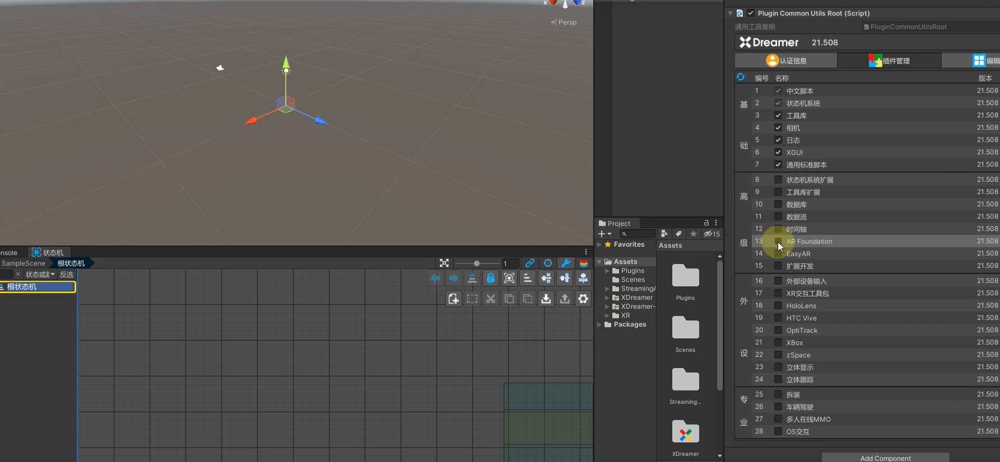 x z
Persp
nsole 状态机
SampleScene 根状态机
1
× 状态或 反选
根状态机
Project
15
Favorites
Assets
Plugins
Scenes
StreamingA
XDreamer
XDreamer-
XR
Packages
Assets
Plugins
Scenes
Streaming...
XDreamer
Plugin Common Utils Root (Script)
通用工具集根 PluginCommonUtilsRoot
XDreamer 21.508
认证信息 插件管理 编辑
编号 名称 版本
基础
1 中文脚本 21.508
2 状态机系统 21.508
3 工具库 21.508
4 相机 21.508
5 日志 21.508
6 XGUI 21.508
7 通用标准脚本 21.508
高级
8 状态机系统扩展 21.508
9 工具库扩展 21.508
10 数据库 21.508
11 数据流 21.508
12 时间轴 21.508
13 AR Foundation 21.508
14 EasyAR 21.508
15 扩展开发 21.508
外设
16 外部设备输入 21.508
17 XR交互工具包 21.508
18 HoloLens 21.508
19 HTC Vive 21.508
20 OptiTrack 21.508
21 XBox 21.508
22 zSpace 21.508
23 立体显示 21.508
24 立体跟踪 21.508
专业
25 拆装 21.508
26 车辆驾驶 21.508
27 多人在线MMO 21.508
28 OS交互 21.508
Add Component